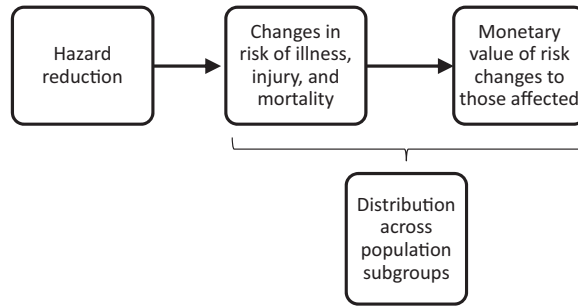 Hazard
reduction
Changes in
risk of illness,
injury, and
mortality
Monetary
value of risk
changes to
those affected
Distribution
across
population
subgroups